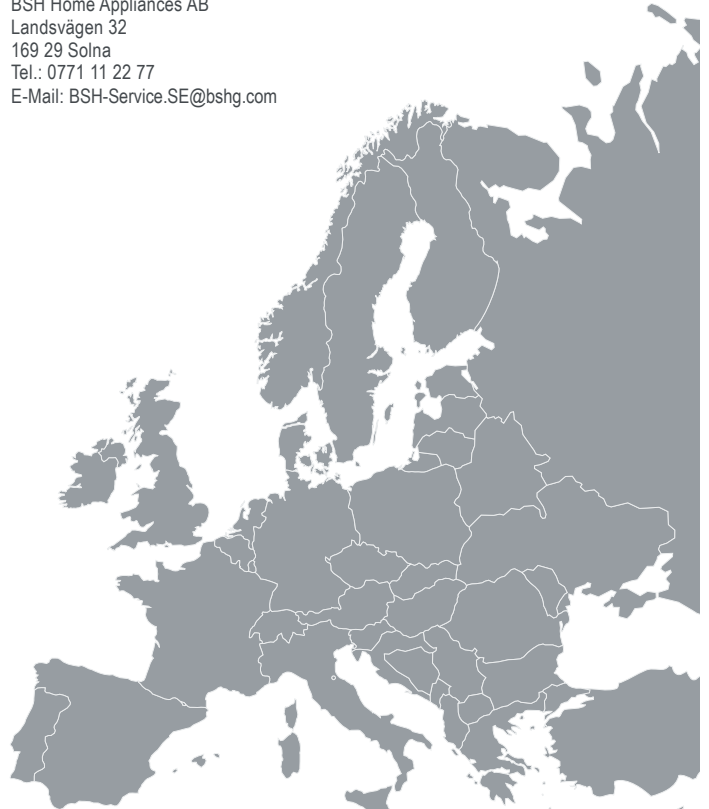 BSH Home Appliances AB
Landsvägen 32
169 29 Solna
Tel.: 0771 11 22 77
E-Mail: BSH-Service.SE@bshg.com